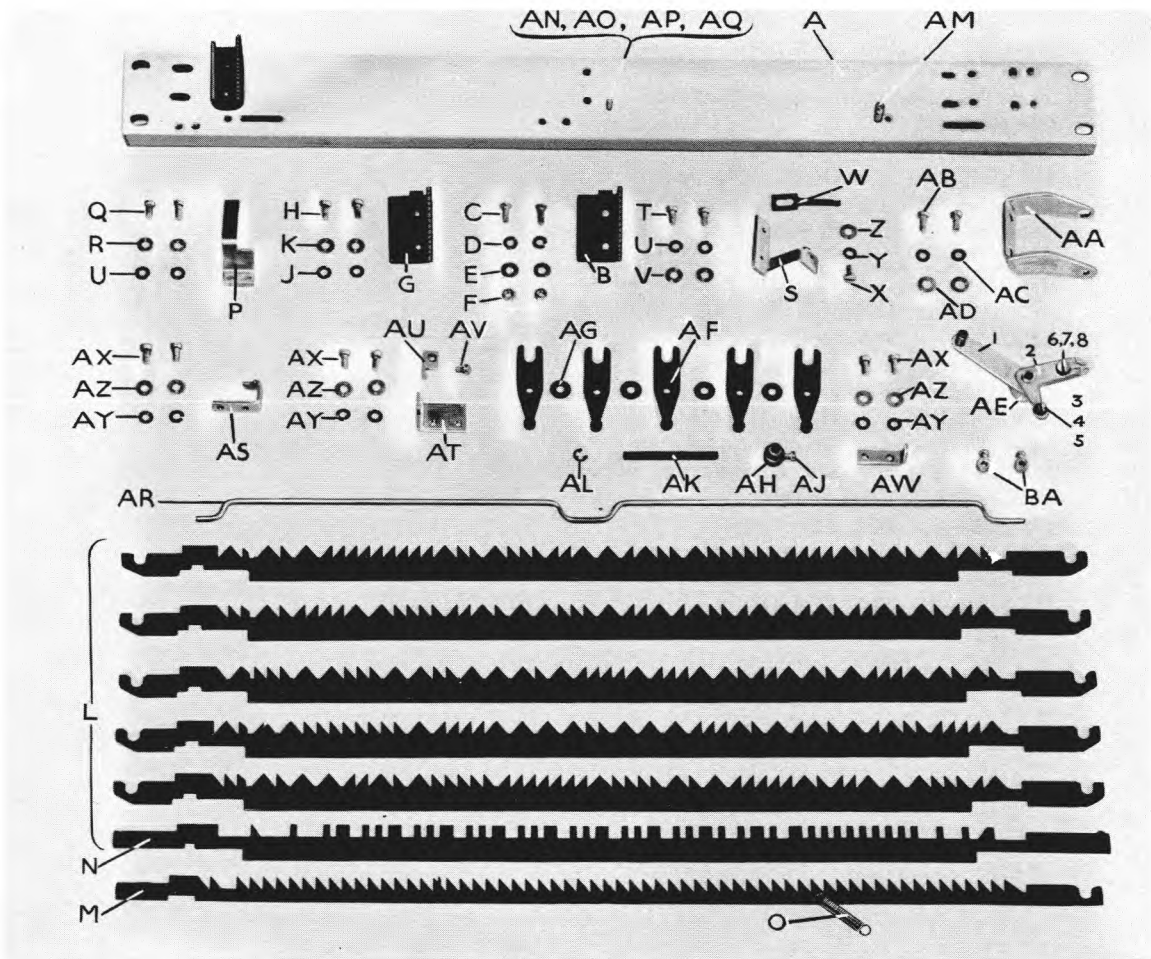 AN, AO, AP, AQ A AM
W AB
Q H C T Z AA
R K D U Y
U J E V X
P G F B S AD AC
AU AV AG AF 1 2 6,7,8
AX AX AX
AZ AZ AZ AE 3
AY AY AY 4
AS AT 5
AL AK AH AJ AW BA
AR
L
N
M O